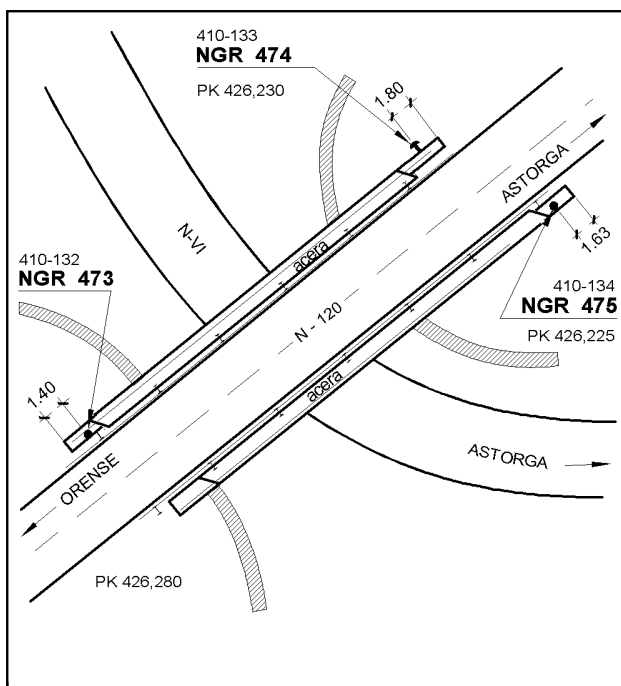 410-133
NGR 474
PK 426,230
1.80
ASTORGA
N-VI
acera
1.63
410-132
NGR 473
410-134
NGR 475
N - 120
PK 426,225
1.40
acera
ORENSE
ASTORGA
PK 426,280